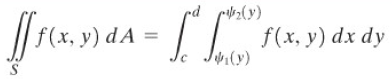 ∬_S f(x, y) dA = ∫_c^d ∫_{ψ₁(y)}^{ψ₂(y)} f(x, y) dx dy